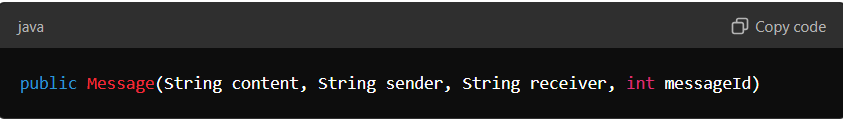 java
Copy code
public Message(String content, String sender, String receiver, int messageId)